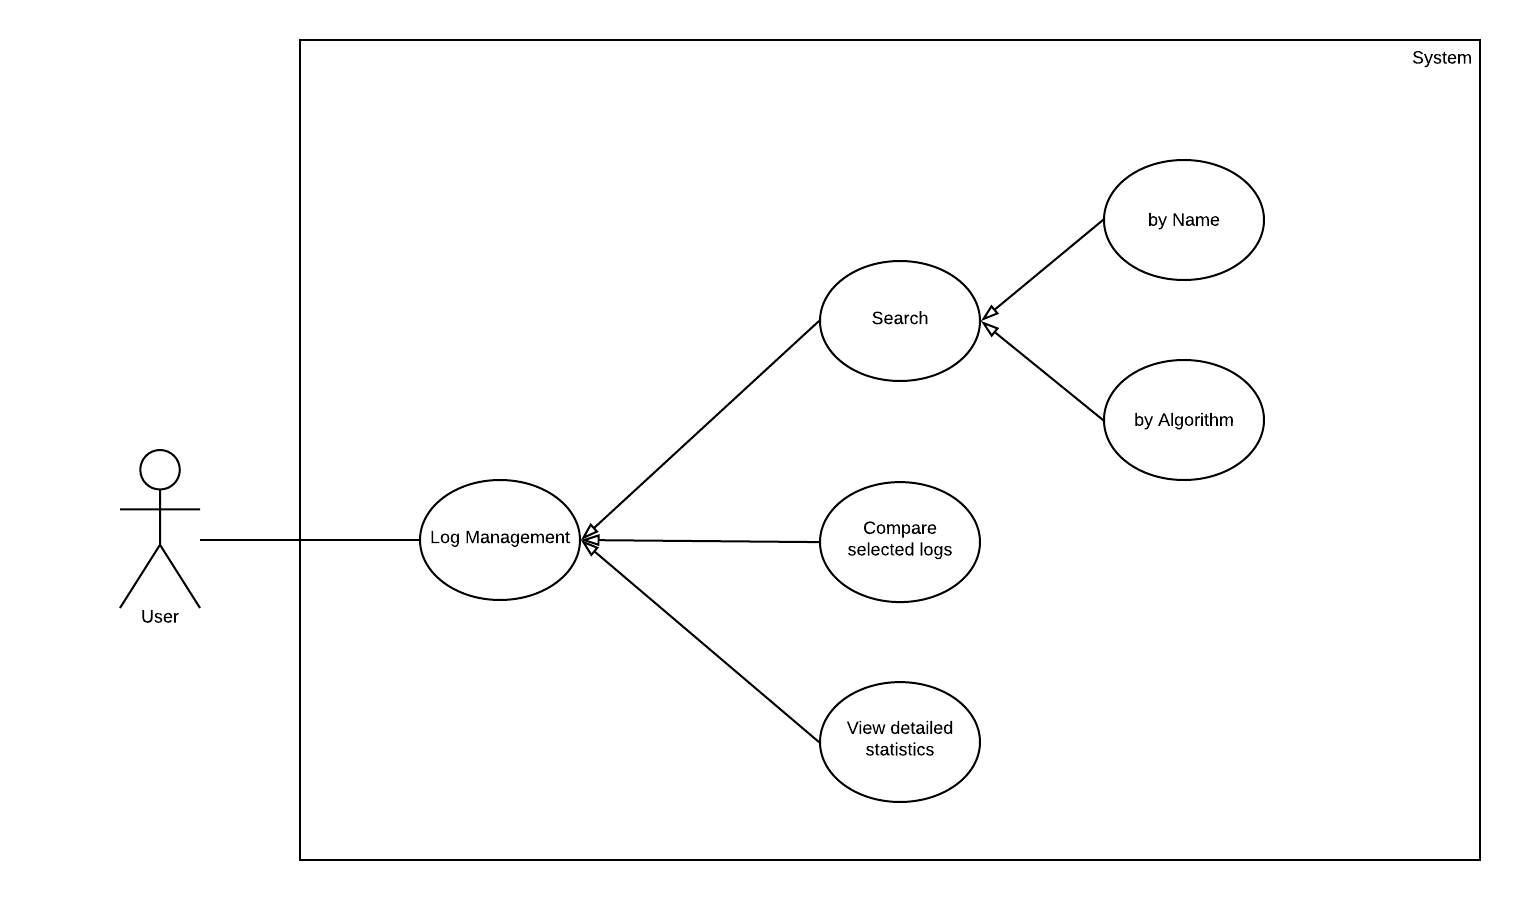 System
by Name
Search
by Algorithm
Log Management
Compare
selected logs
User
View detailed
statistics